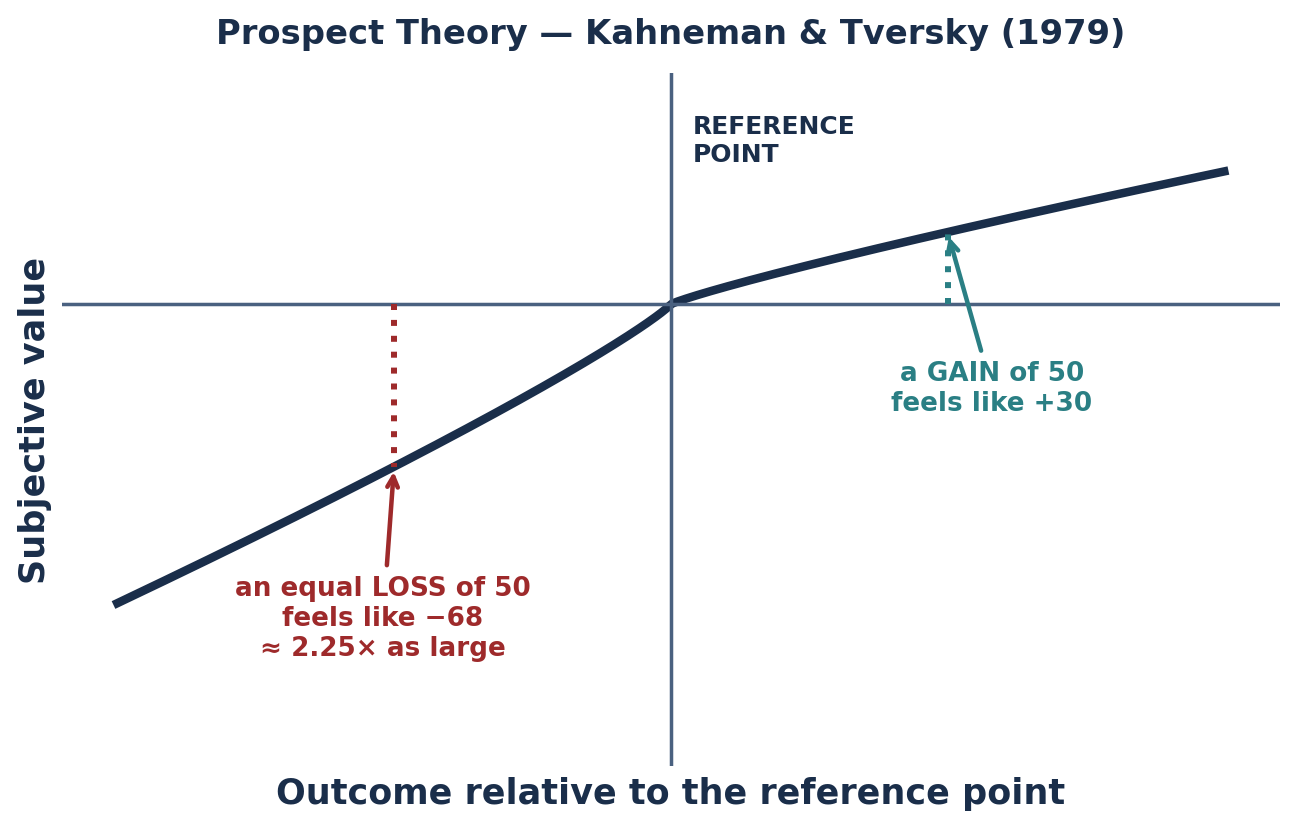 Prospect Theory — Kahneman & Tversky (1979)
REFERENCE
POINT
Subjective value
a GAIN of 50
feels like +30
an equal LOSS of 50
feels like −68
≈ 2.25× as large
Outcome relative to the reference point